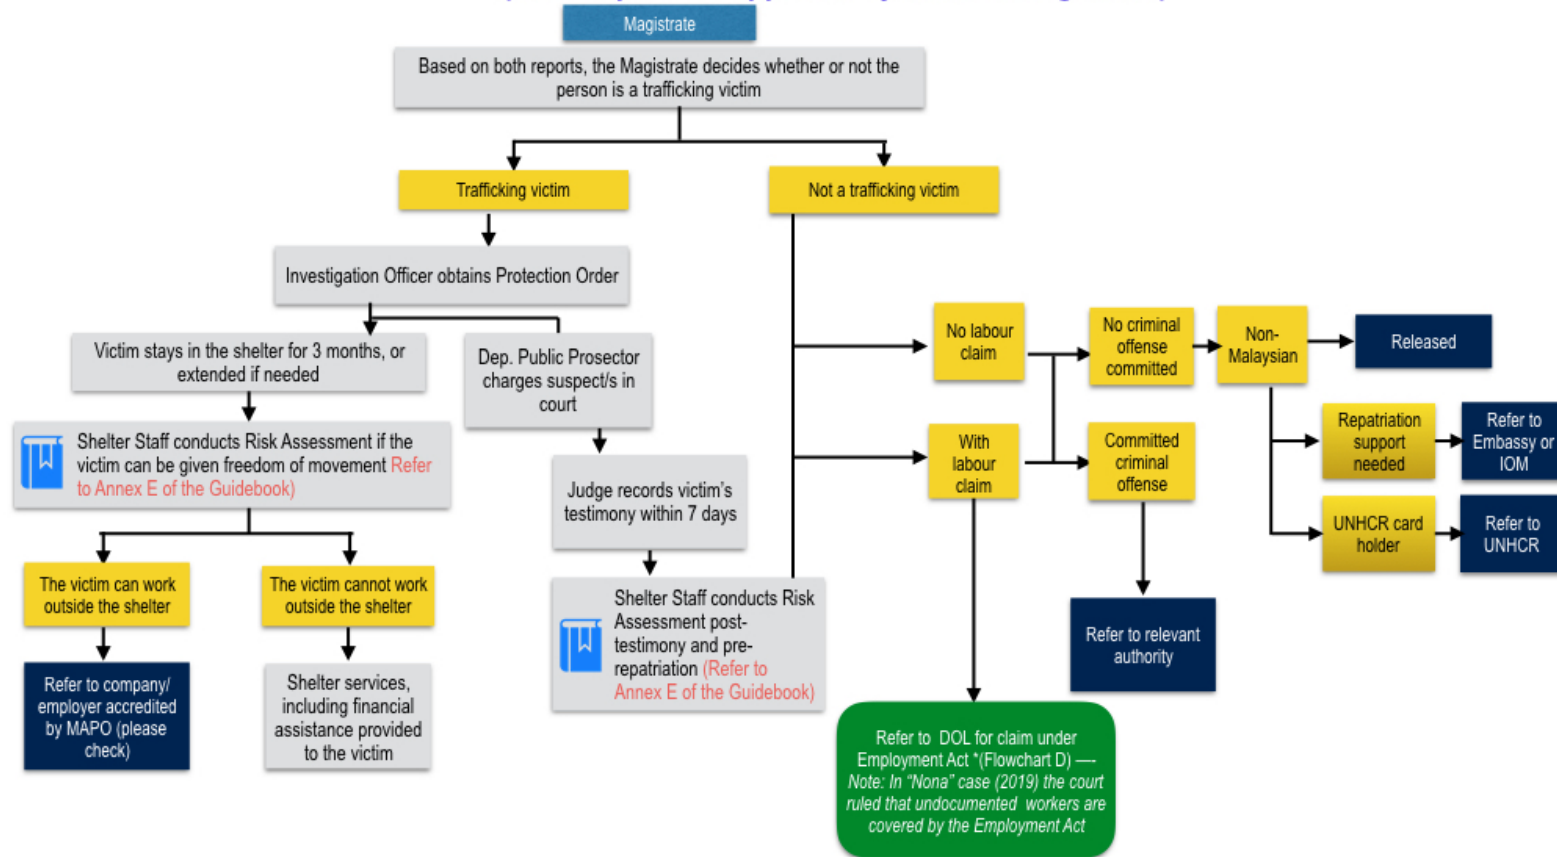 Magistrate
Based on both reports, the Magistrate decides whether or not the
person is a trafficking victim
Trafficking victim
Not a trafficking victim
Investigation Officer obtains Protection Order
Victim stays in the shelter for 3 months, or
extended if needed
Dep. Public Prosector
charges suspect/s in
court
Shelter Staff conducts Risk Assessment if the
victim can be given freedom of movement Refer
to Annex E of the Guidebook)
Judge records victim's
testimony within 7 days
The victim can work
outside the shelter
The victim cannot work
outside the shelter
Shelter Staff conducts Risk
Assessment post-
testimony and pre-
repatriation (Refer to
Annex E of the Guidebook)
Refer to company/
employer accredited
by MAPO (please
check)
Shelter services,
including financial
assistance provided
to the victim
No labour
claim
No criminal
offense
committed
Non-
Malaysian
Released
With
labour
claim
Committed
criminal
offense
Repatriation
support
needed
Refer to
Embassy or
IOM
UNHCR card
holder
Refer to
UNHCR
Refer to relevant
authority
Refer to DOL for claim under
Employment Act *(Flowchart D) —-
Note: In "Nona" case (2019) the court
ruled that undocumented workers are
covered by the Employment Act